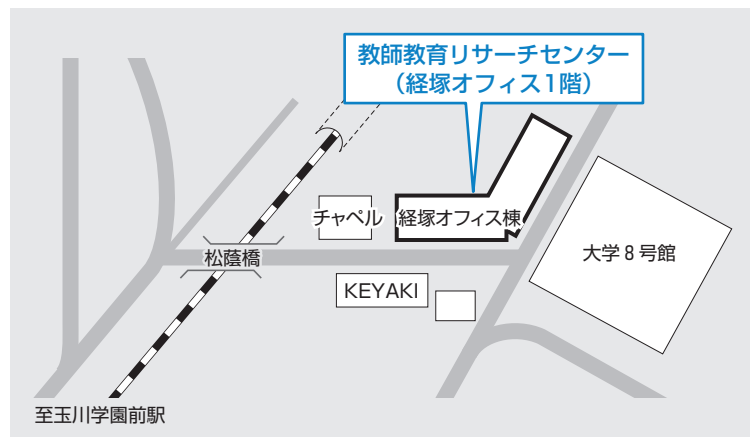 教師教育リサーチセンター
（経塚オフィス1階）
チャペル
経塚オフィス棟
松蔭橋
大学8号館
KEYAKI
至玉川学園前駅